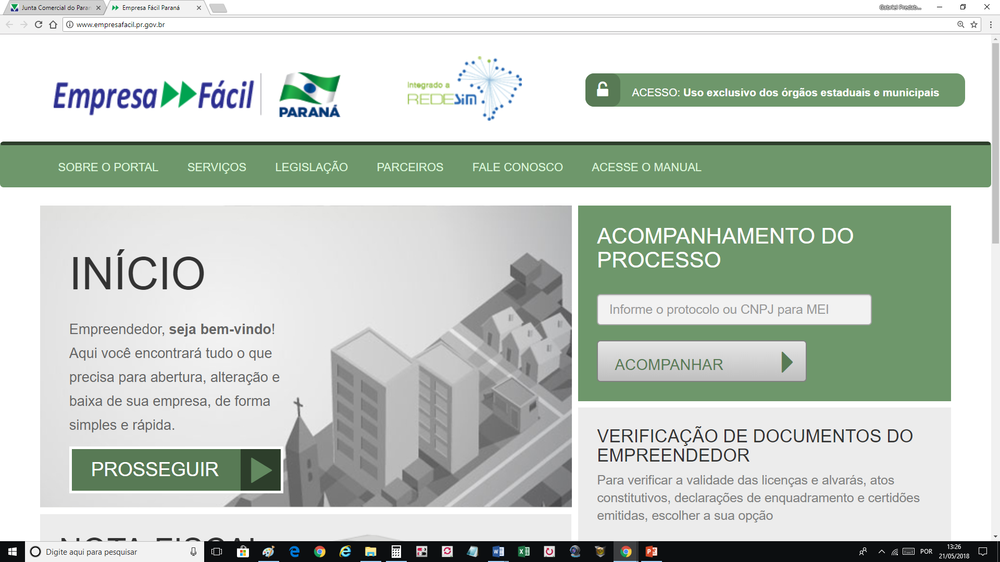 Junta Comercial do Paran
Empresa Fácil Paraná
www.empresafacil.pr.gov.br
Empresa Fácil
PARANÁ
Integrado a
REDESIM
ACESSO: Uso exclusivo dos órgãos estaduais e municipais
SOBRE O PORTAL
SERVIÇOS
LEGISLAÇÃO
PARCEIROS
FALE CONOSCO
ACESSE O MANUAL
INÍCIO
Empreendedor, seja bem-vindo!
Aqui você encontrará tudo o que
precisa para abertura, alteração e
baixa de sua empresa, de forma
simples e rápida.
PROSSEGUIR
ACOMPANHAMENTO DO
PROCESSO
Informe o protocolo ou CNPJ para MEI
ACOMPANHAR
VERIFICAÇÃO DE DOCUMENTOS DO
EMPREENDEDOR
Para verificar a validade das licenças e alvarás, atos
constitutivos, declarações de enquadramento e certidões
emitidas, escolher a sua opção
NOTA FISCAL
Digite aqui para pesquisar
POR
13:26
21/05/2018